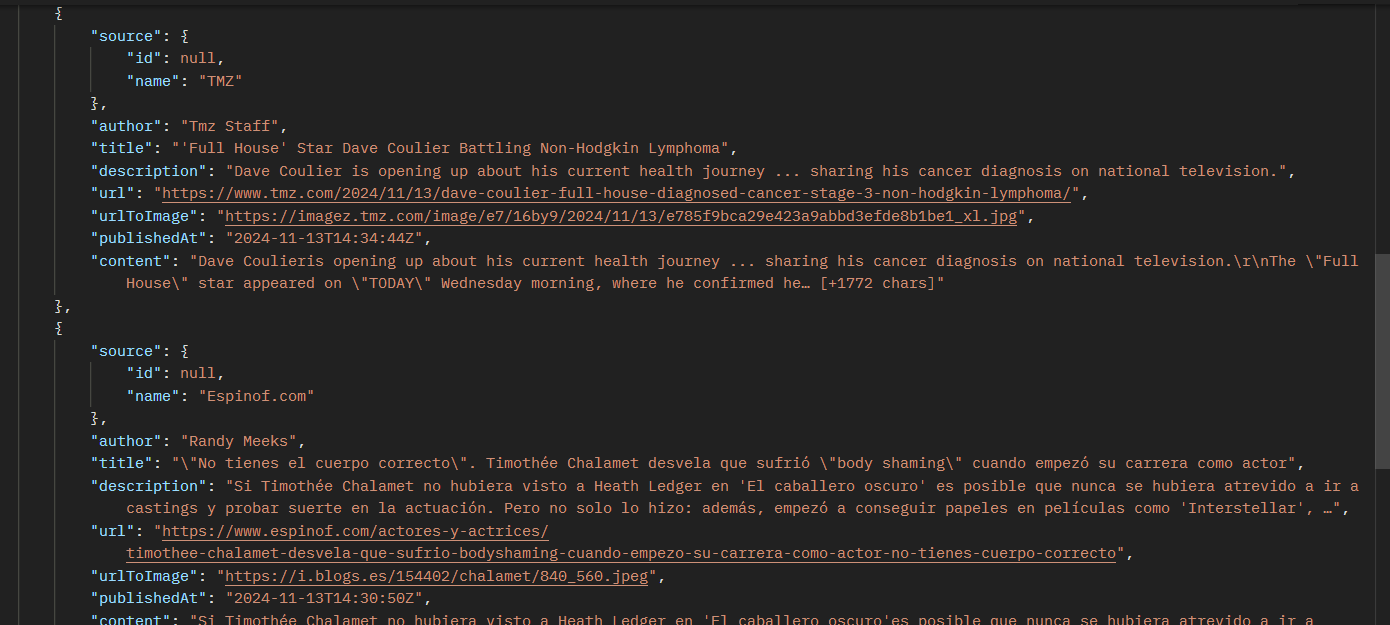 {
"source": {
"id": null,
"name": "TMZ"
},
"author": "Tmz Staff",
"title": "'Full House' Star Dave Coulier Battling Non-Hodgkin Lymphoma",
"description": "Dave Coulier is opening up about his current health journey ... sharing his cancer diagnosis on national television.",
"url": "https://www.tmz.com/2024/11/13/dave-coulier-full-house-diagnosed-cancer-stage-3-non-hodgkin-lymphoma/",
"urlToImage": "https://imagez.tmz.com/image/e7/16by9/2024/11/13/e785f9bca29e423a9abbd3efde8b1be1_xl.jpg",
"publishedAt": "2024-11-13T14:34:44Z",
"content": "Dave Coulieris opening up about his current health journey ... sharing his cancer diagnosis on national television.\r\nThe \"Full
House\" star appeared on \"TODAY\" Wednesday morning, where he confirmed he… [+1772 chars]"
},
{
"source": {
"id": null,
"name": "Espinof.com"
},
"author": "Randy Meeks",
"title": "\"No tienes el cuerpo correcto\". Timothée Chalamet desvela que sufrió \"body shaming\" cuando empezó su carrera como actor",
"description": "Si Timothée Chalamet no hubiera visto a Heath Ledger en 'El caballero oscuro' es posible que nunca se hubiera atrevido a ir a
castings y probar suerte en la actuación. Pero no solo lo hizo: además, empezó a conseguir papeles en películas como 'Interstellar', …",
"url": "https://www.espinof.com/actores-y-actrices/
timothee-chalamet-desvela-que-sufrio-bodyshaming-cuando-empezo-su-carrera-como-actor-no-tienes-cuerpo-correcto",
"urlToImage": "https://i.blogs.es/154402/chalamet/840_560.jpeg",
"publishedAt": "2024-11-13T14:30:50Z",
"content": "Si Timothée Chalamet no hubiera visto a Heath Ledger en 'El caballero oscuro'es posible que nunca se hubiera atrevido a ir a